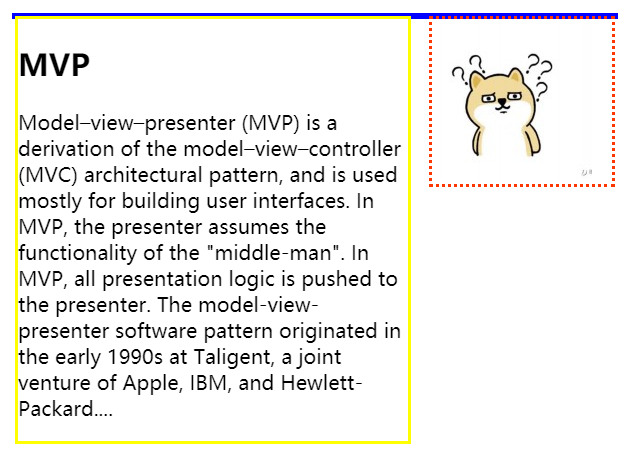 MVP
Model–view–presenter (MVP) is a
derivation of the model–view–controller
(MVC) architectural pattern, and is used
mostly for building user interfaces. In
MVP, the presenter assumes the
functionality of the "middle-man". In
MVP, all presentation logic is pushed to
the presenter. The model-view-
presenter software pattern originated in
the early 1990s at Taligent, a joint
venture of Apple, IBM, and Hewlett-
Packard....
? ? ? ? ?